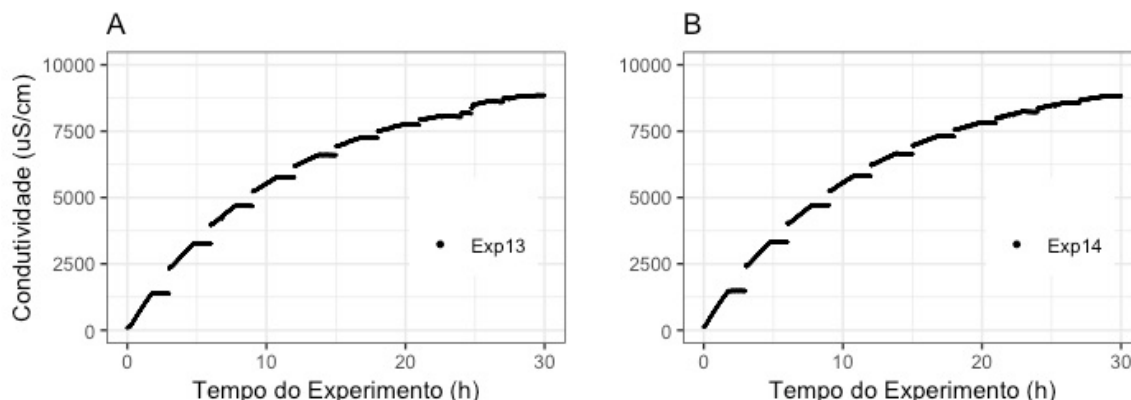 A
Condutividade (uS/cm)
10000
7500
5000
2500
0
Exp13
0 10 20 30
Tempo do Experimento (h)
B
10000
7500
5000
2500
0
Exp14
0 10 20 30
Tempo do Experimento (h)